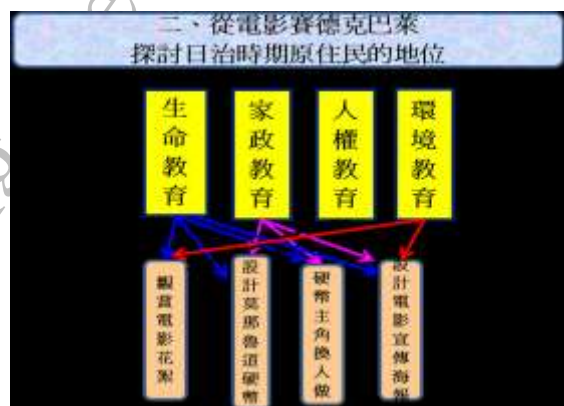 二、從電影賽德克巴萊
探討日治時期原住民的地位
生命教育
家政教育
人權教育
環境教育
觀賞電影花絮
設計莫那魯道硬幣
硬幣主角換人做
設計電影宣傳海報